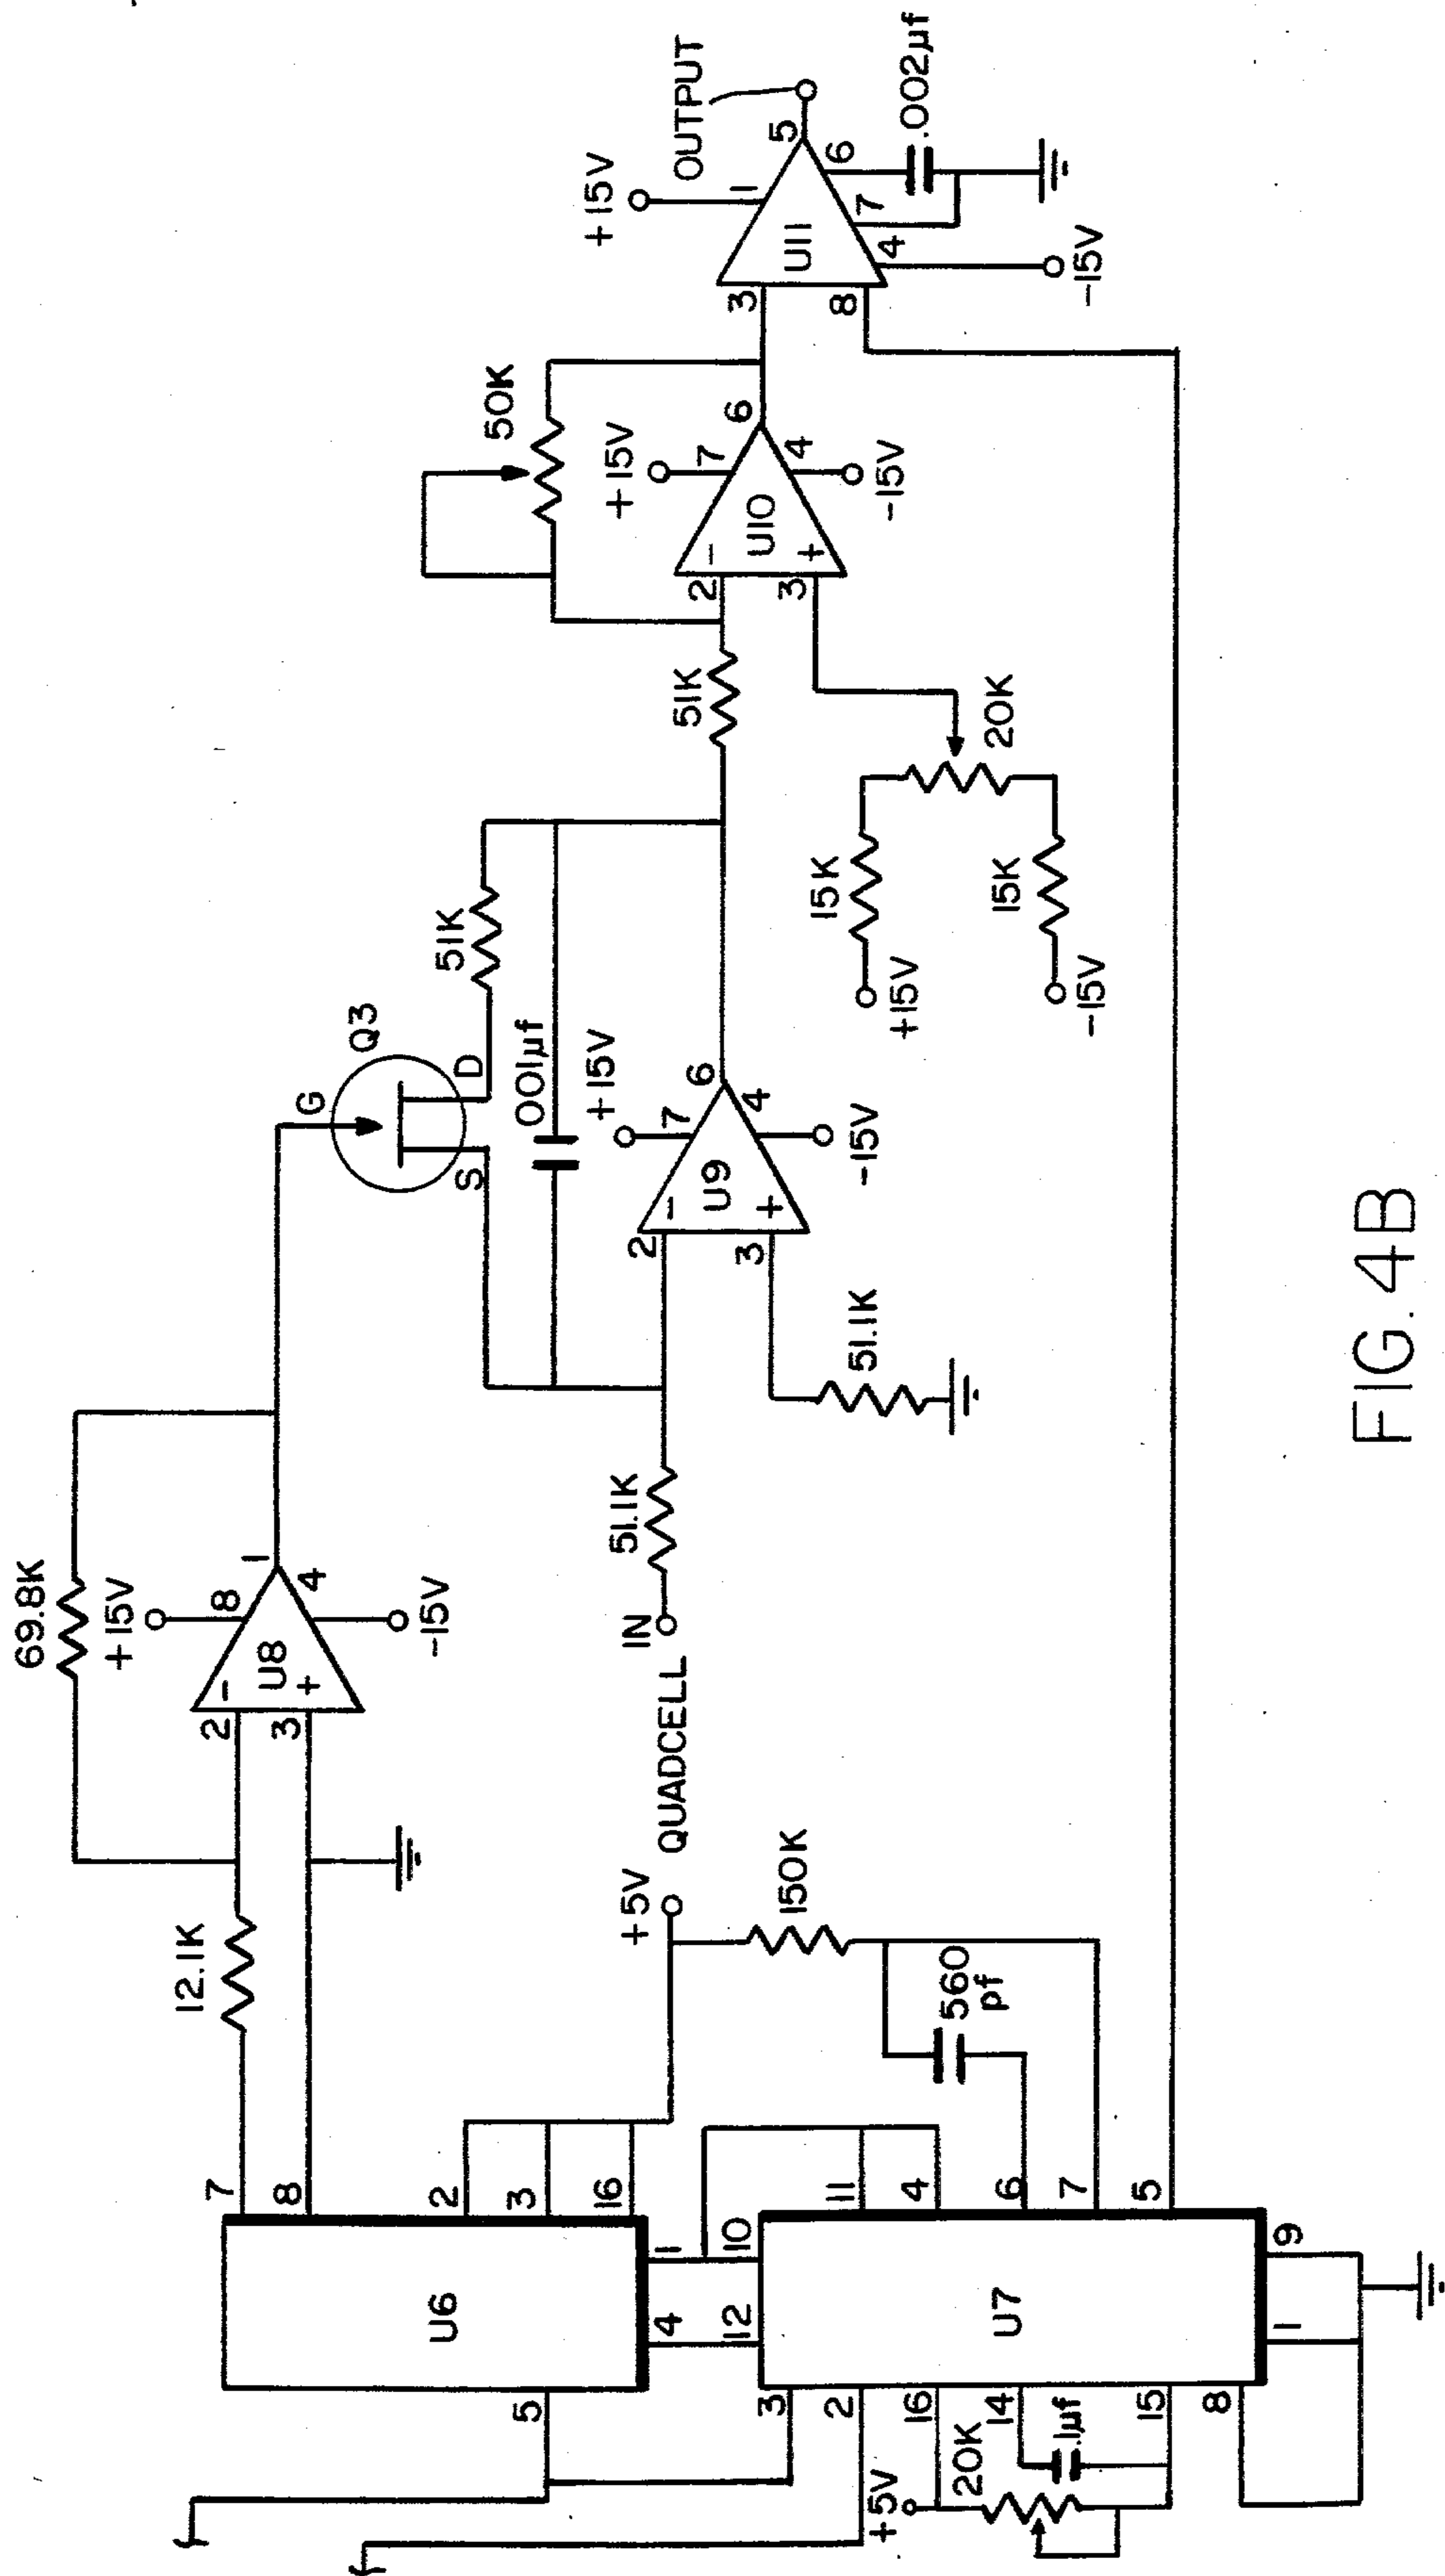 69.8K
+15V
8
1
2
-
U8
3
+
4
-15V
12.1K
7
8
U6
2
3
16
5
4
1
+5V
QUADCELL
IN
51.1K
G
Q3
S
D
51K
.001µf
+15V
7
2
-
U9
6
3
+
4
-15V
51.1K
51K
50K
+15V
7
2
-
U10
6
3
+
4
-15V
+15V
15K
20K
15K
-15V
+15V
1
OUTPUT
3
U11
5
8
6
.002µf
7
4
-15V
150K
560
pf
12
10
11
4
6
7
5
U7
3
2
16
14
15
8
1
9
+5V
20K
.1µf
FIG. 4B